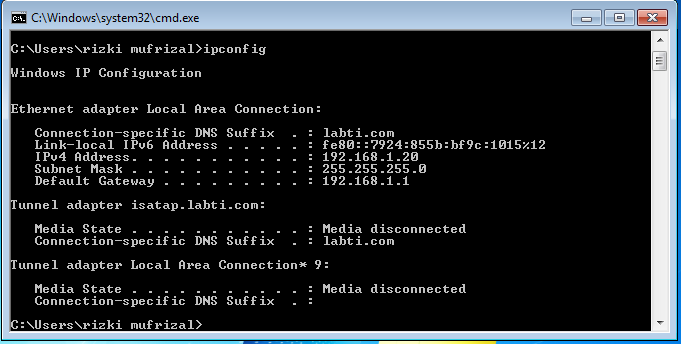 C:\Windows\system32\cmd.exe
C:\Users\rizki mufrizal>ipconfig
Windows IP Configuration
Ethernet adapter Local Area Connection:
Connection-specific DNS Suffix . : labti.com
Link-local IPv6 Address . . . . . : fe80::7924:855b:bf9c:1015%12
IPv4 Address. . . . . . . . . . . : 192.168.1.20
Subnet Mask . . . . . . . . . . . : 255.255.255.0
Default Gateway . . . . . . . . . : 192.168.1.1
Tunnel adapter isatap.labti.com:
Media State . . . . . . . . . . . : Media disconnected
Connection-specific DNS Suffix . : labti.com
Tunnel adapter Local Area Connection* 9:
Media State . . . . . . . . . . . : Media disconnected
Connection-specific DNS Suffix . :
C:\Users\rizki mufrizal>